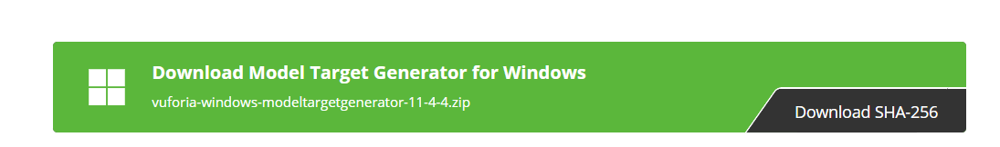 Download Model Target Generator for Windows
vuforia-windows-modeltargetgenerator-11-4-4.zip
Download SHA-256